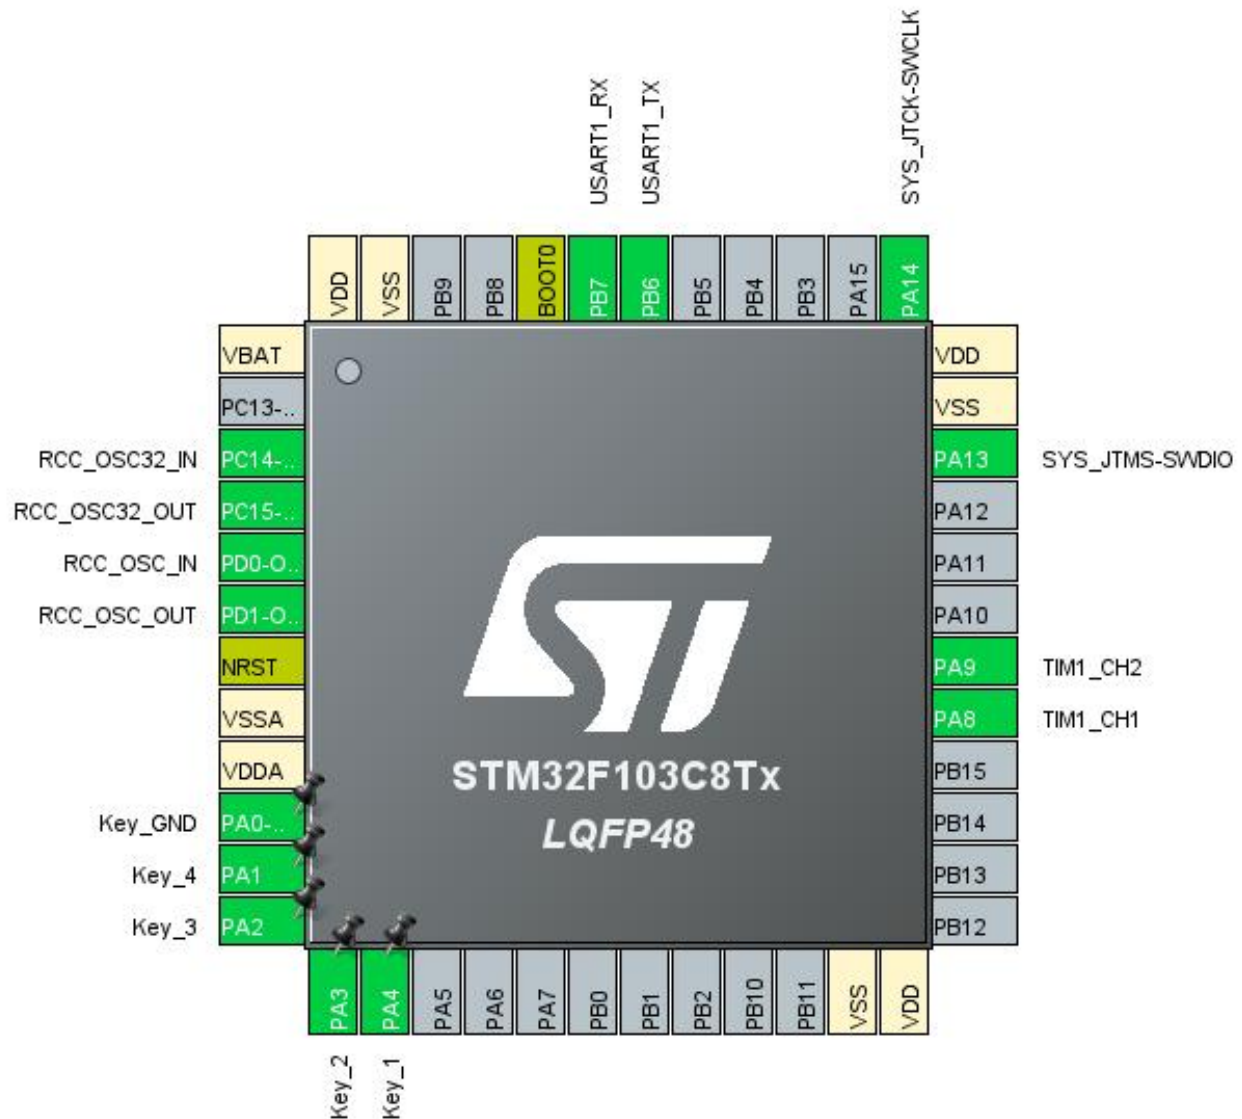 USART1_RX
USART1_TX
SYS_JTCK-SWCLK
VDD
VSS
PB9
PB8
BOOT0
PB7
PB6
PB5
PB4
PB3
PA15
PA14
VBAT
PC13-..
RCC_OSC32_IN PC14-..
RCC_OSC32_OUT PC15-..
RCC_OSC_IN PD0-O..
RCC_OSC_OUT PD1-O..
NRST
VSSA
VDDA
Key_GND PA0-..
Key_4 PA1
Key_3 PA2
VDD
VSS
PA13 SYS_JTMS-SWDIO
PA12
PA11
PA10
PA9 TIM1_CH2
PA8 TIM1_CH1
PB15
PB14
PB13
PB12
ST
STM32F103C8Tx
LQFP48
PA3
PA4
PA5
PA6
PA7
PB0
PB1
PB2
PB10
PB11
VSS
VDD
Key_2
Key_1